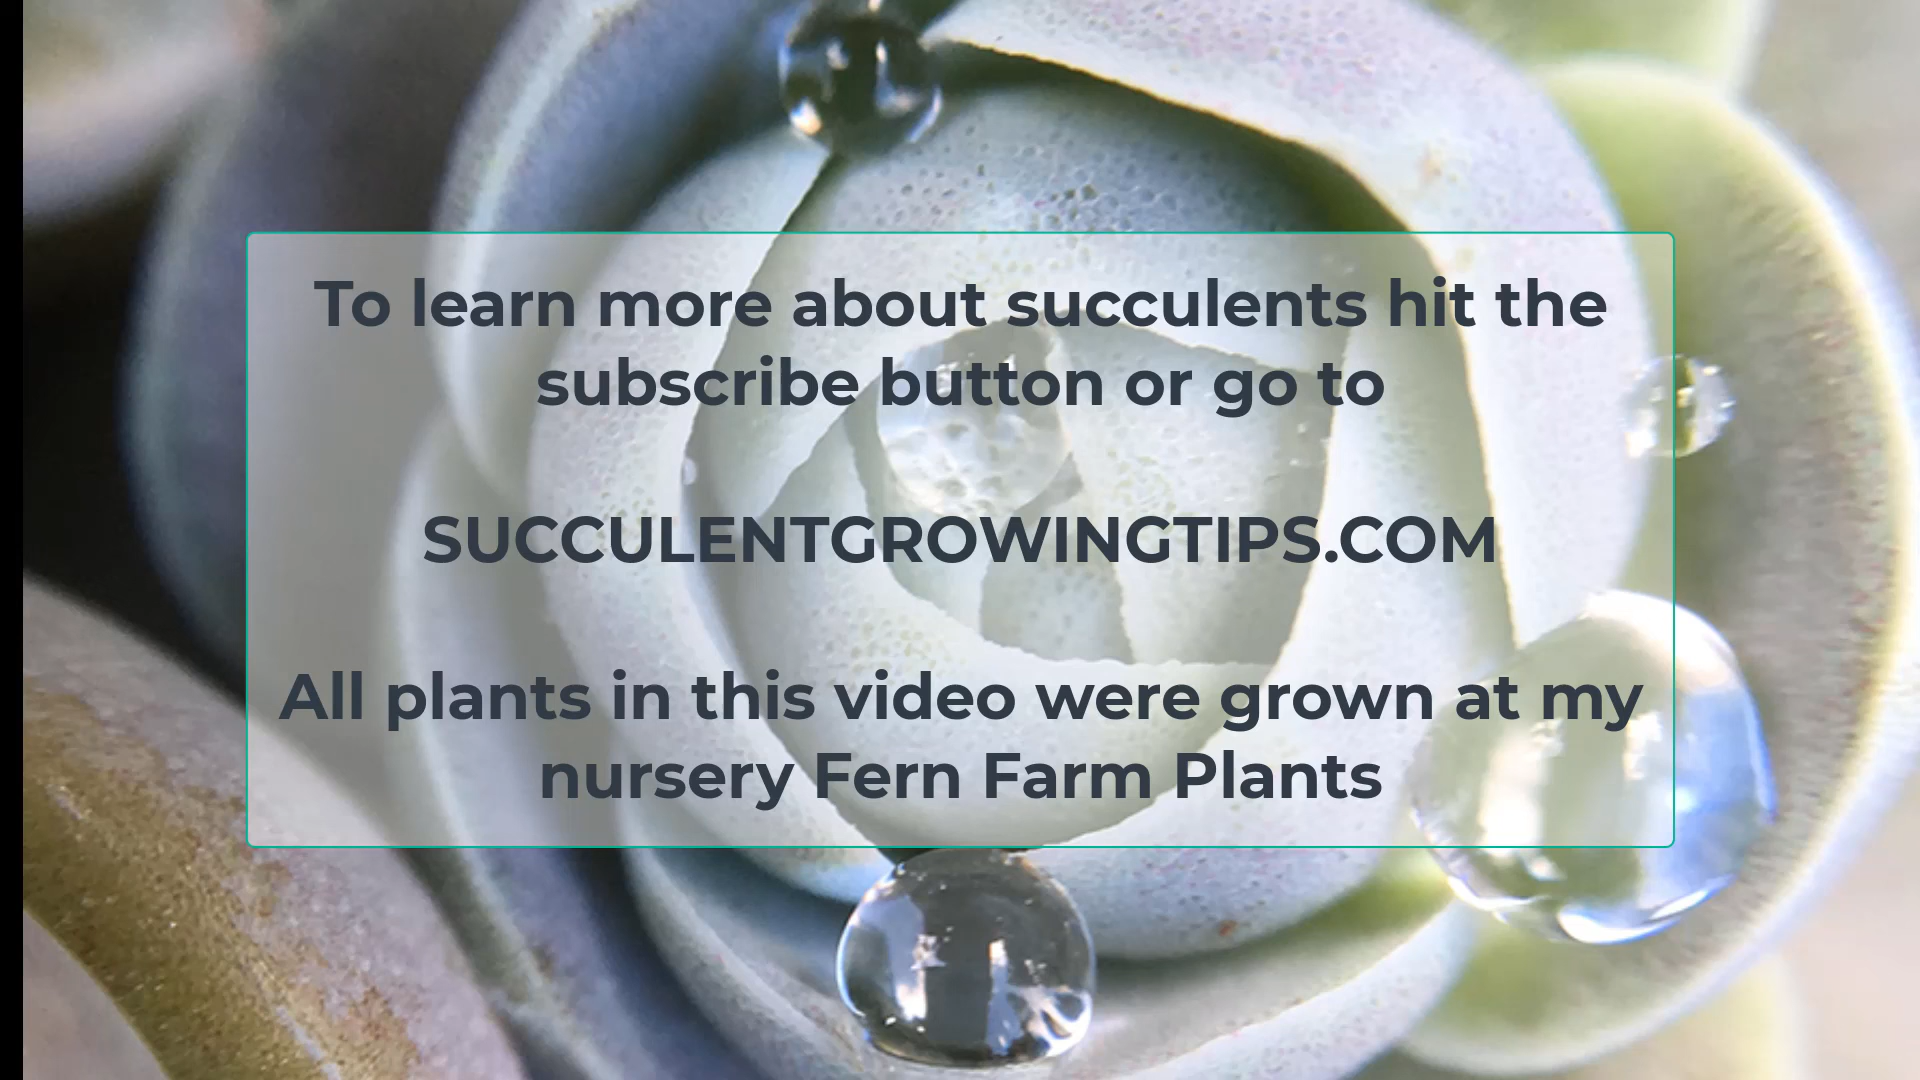 To learn more about succulents hit the
subscribe button or go to
SUCCULENTGROWINGTIPS.COM
All plants in this video were grown at my
nursery Fern Farm Plants